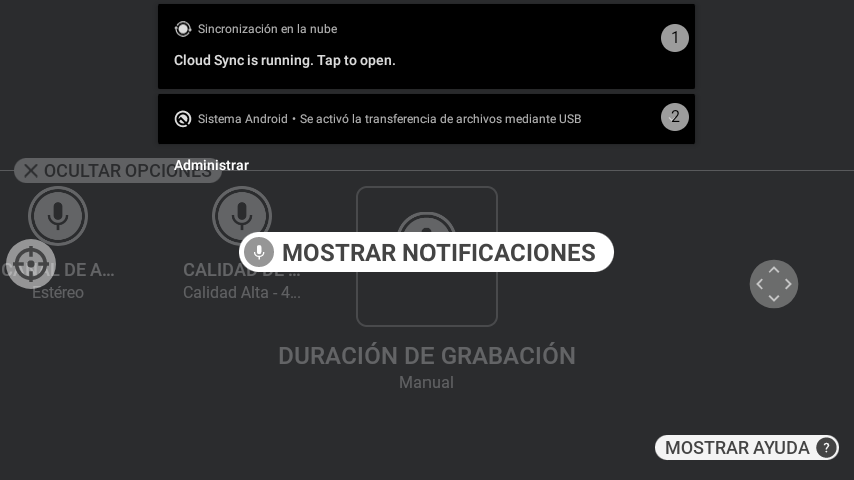 Sincronización en la nube
1
Cloud Sync is running. Tap to open.
Sistema Android • Se activó la transferencia de archivos mediante USB
2
Administrar
OCULTAR OPCIONES
MOSTRAR NOTIFICACIONES
DE A...
CALIDAD DE ...
Estéreo
Calidad Alta - 4...
DURACIÓN DE GRABACIÓN
Manual
MOSTRAR AYUDA ?